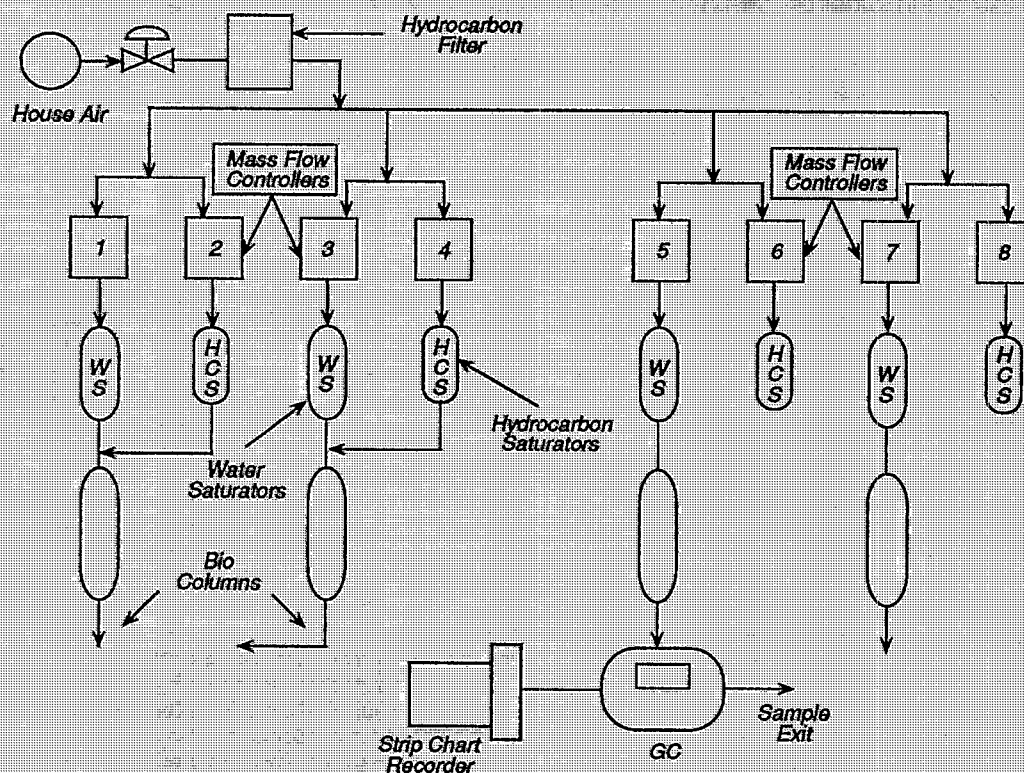 Hydrocarbon
Filter
House Air
Mass Flow
Controllers
Mass Flow
Controllers
1
2
3
4
5
6
7
8
W
S
H
C
S
W
S
H
C
S
W
S
H
C
S
W
S
H
C
S
Hydrocarbon
Saturators
Water
Saturators
Bio
Columns
Strip Chart
Recorder
GC
Sample
Exit